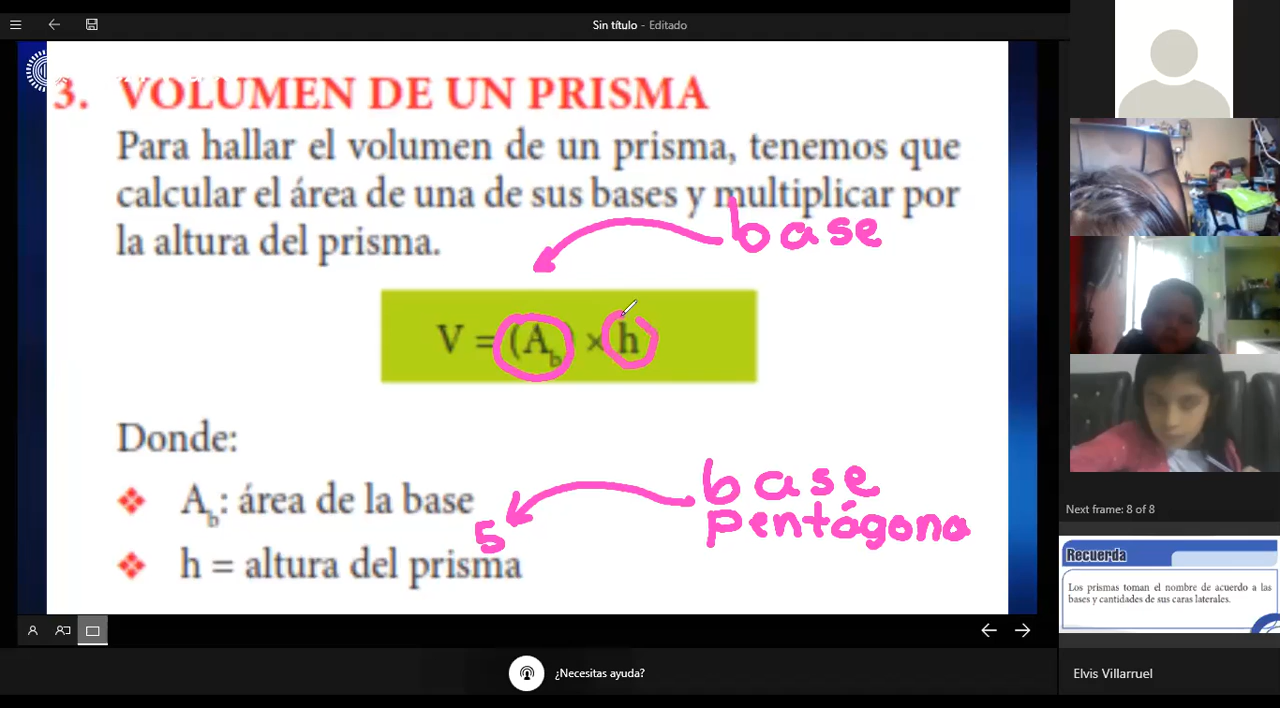 Sin título - Editado
3. VOLUMEN DE UN PRISMA
Para hallar el volumen de un prisma, tenemos que
calcular el área de una de sus bases y multiplicar por
la altura del prisma.
base
V = (Ab) × h
Donde:
Ab: área de la base
base
pentágona
5
h = altura del prisma
Next frame: 8 of 8
Recuerda
Los prismas toman el nombre de acuerdo a las
bases y cantidades de sus caras laterales.
¿Necesitas ayuda?
Elvis Villarruel